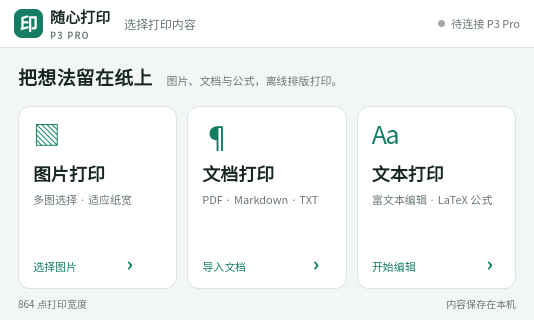 印 随心打印 选择打印内容 待连接 P3 Pro
P3 PRO
把想法留在纸上 图片、文档与公式，离线排版打印。
¶ Aa
图片打印 文档打印 文本打印
多图选择 · 适应纸宽 PDF · Markdown · TXT 富文本编辑 · LaTeX 公式
选择图片 › 导入文档 › 开始编辑 ›
864 点打印宽度 内容保存在本机